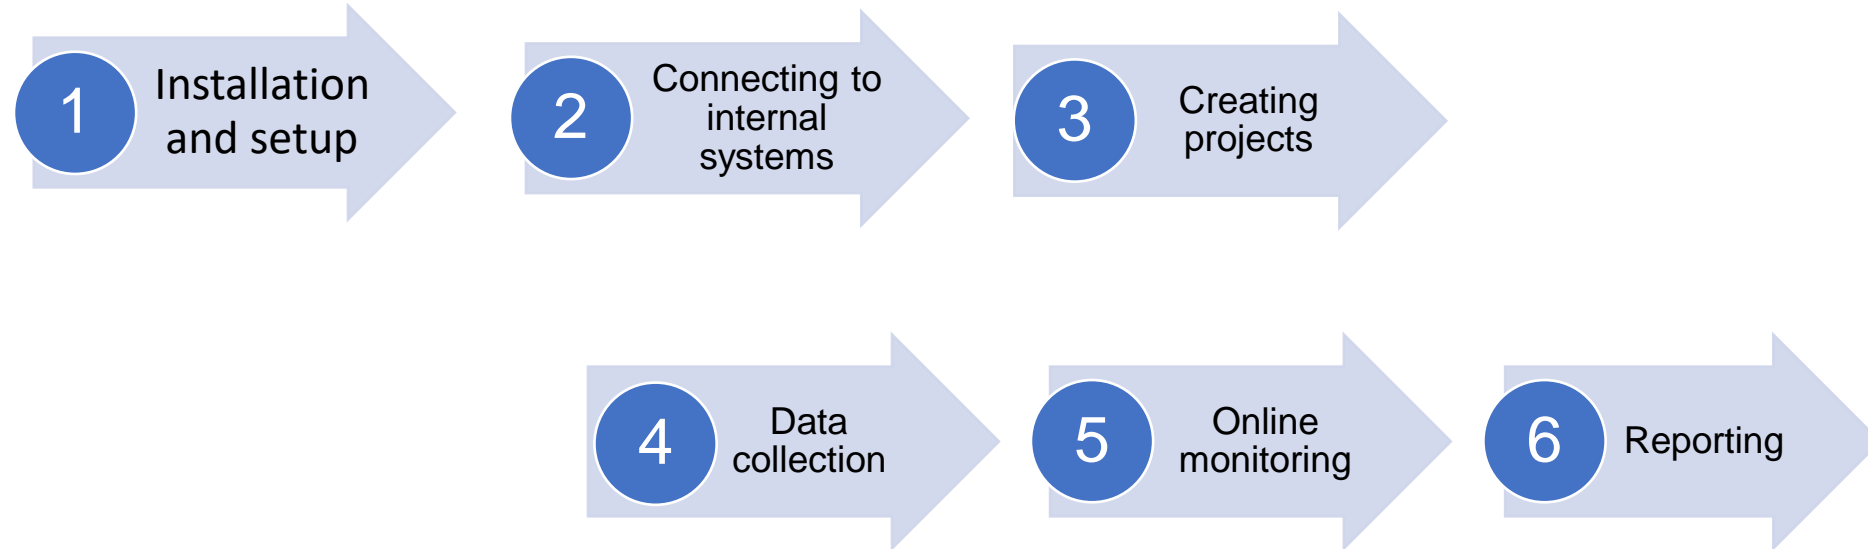 1
Installation
and setup
2
Connecting to
internal
systems
3
Creating
projects
4
Data
collection
5
Online
monitoring
6
Reporting